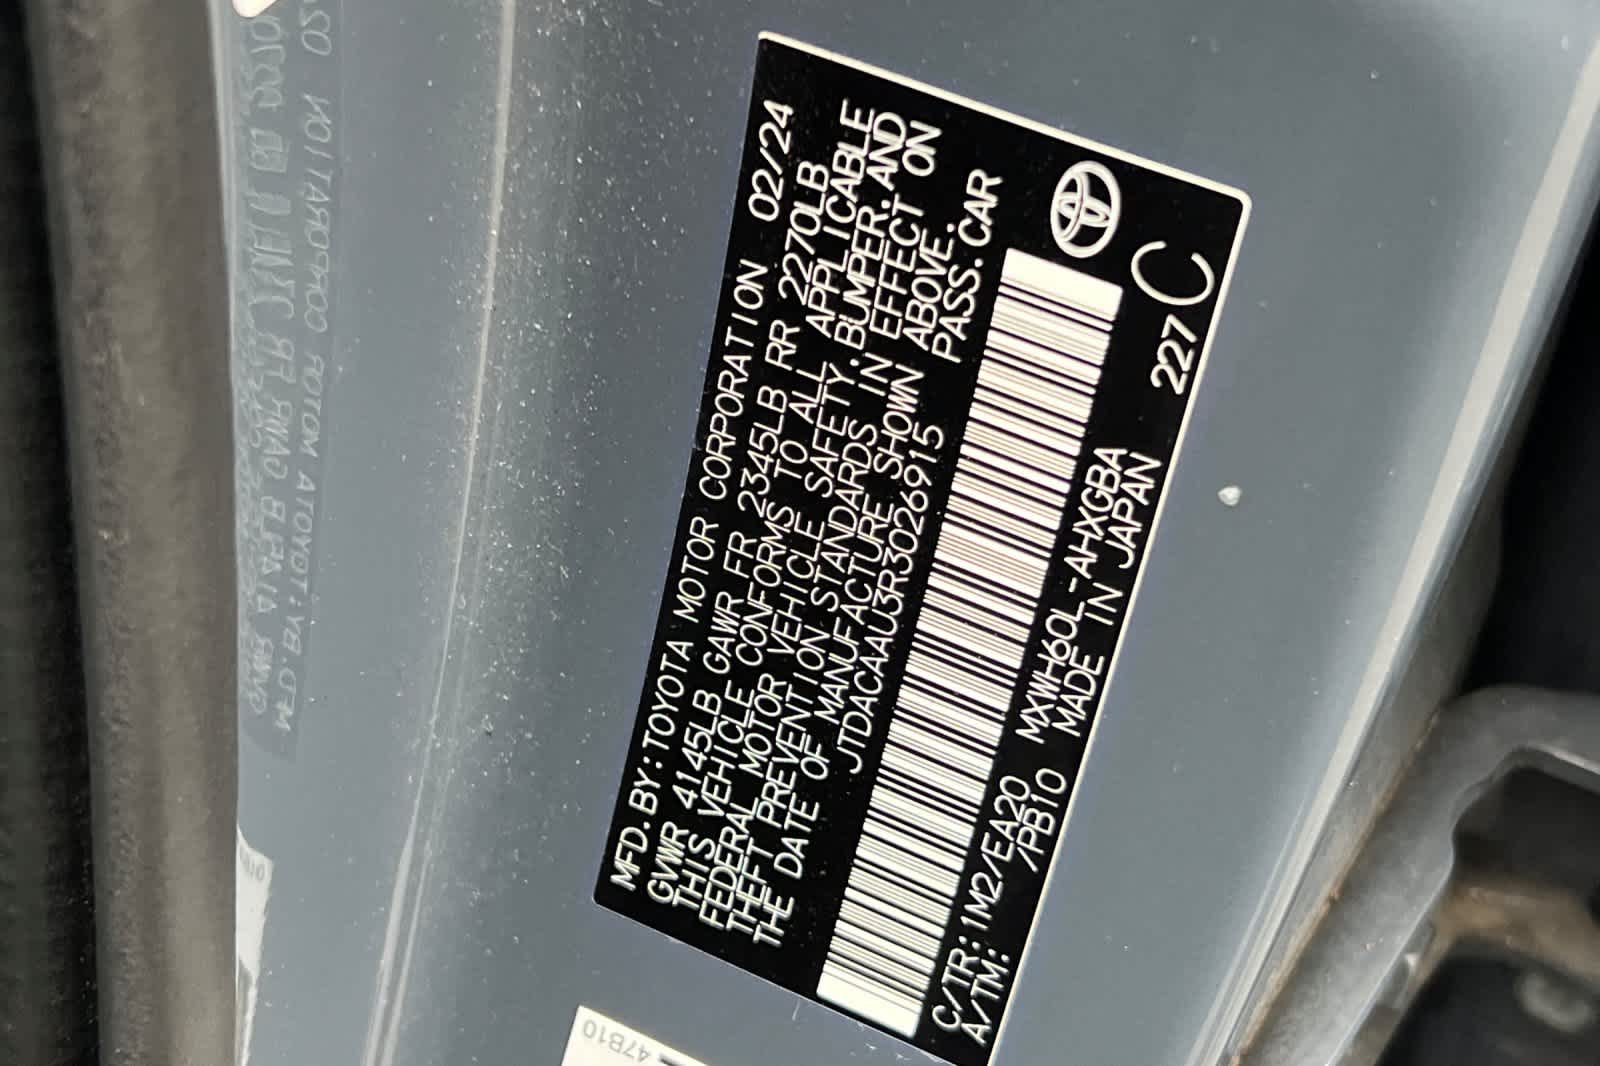 MFD.BY:TOYOTA MOTOR CORPORATION 02/24
GVWR 4145LB GAWR FR 2345LB RR 2270LB
THIS VEHICLE CONFORMS TO ALL APPLICABLE
FEDERAL MOTOR VEHICLE SAFETY,BUMPER,AND
THEFT PREVENTION STANDARDS IN EFFECT ON
THE DATE OF MANUFACTURE SHOWN ABOVE.
JTDACAAU3R3026915 PASS.CAR
C/TR:1M2/EA20 MXWH60L-AHXGBA 227 C
A/TM: /PB10 MADE IN JAPAN
47B10